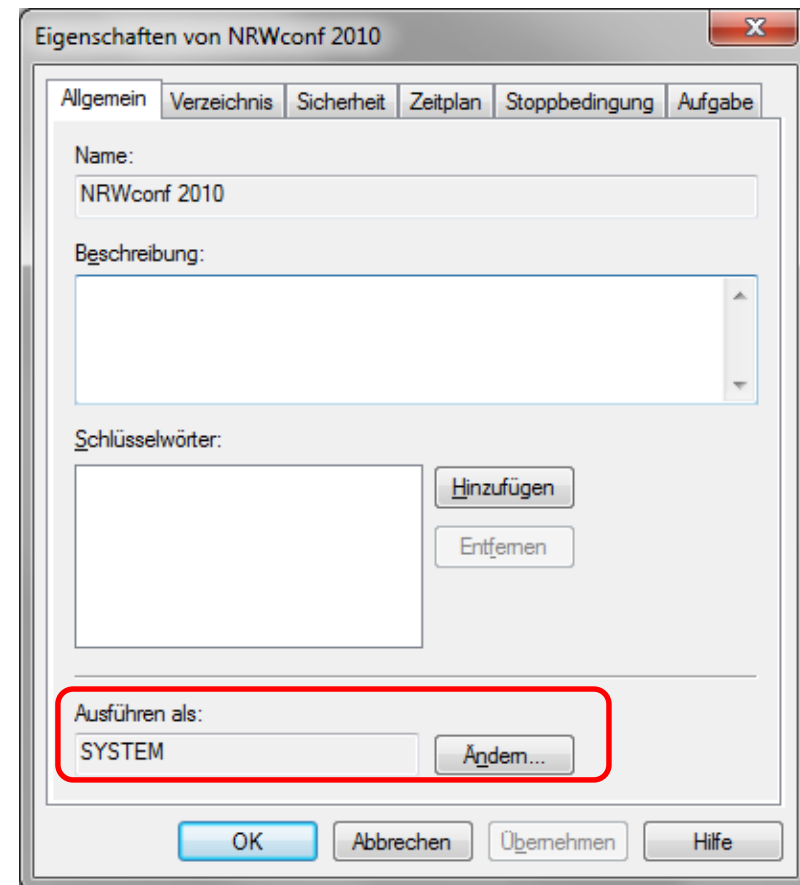 Eigenschaften von NRWconf 2010
Allgemein Verzeichnis Sicherheit Zeitplan Stoppbedingung Aufgabe
Name:
NRWconf 2010
Beschreibung:
Schlüsselwörter:
Hinzufügen
Entfernen
Ausführen als:
SYSTEM Ändern...
OK Abbrechen Übernehmen Hilfe